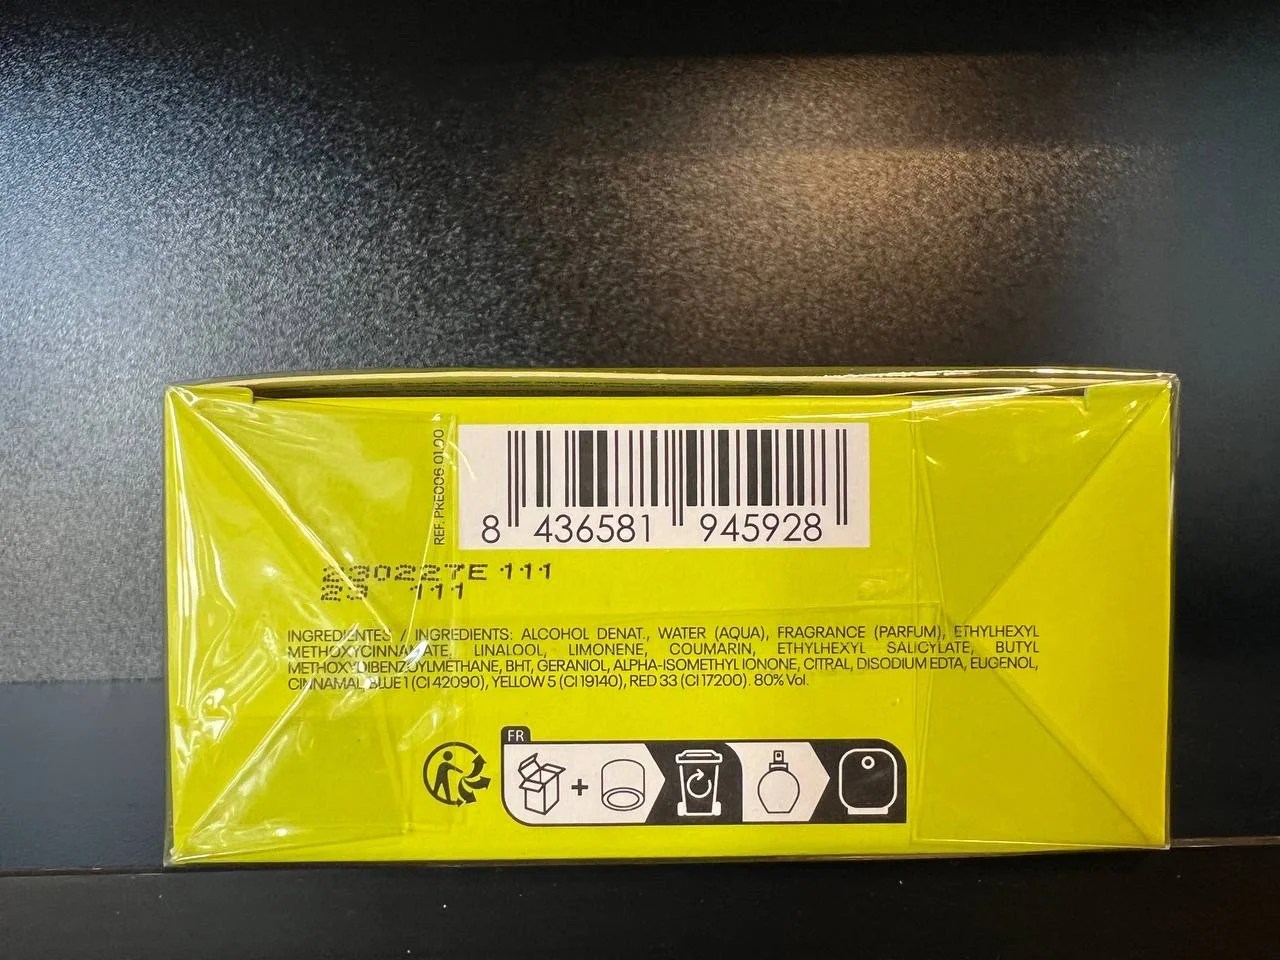 REF. PKE006.01.00
8 436581 945928
230227E 111
23 111
INGREDIENTES / INGREDIENTS: ALCOHOL DENAT., WATER (AQUA), FRAGRANCE (PARFUM), ETHYLHEXYL
METHOXYCINNAMATE, LINALOOL, LIMONENE, COUMARIN, ETHYLHEXYL SALICYLATE, BUTYL
METHOXYDIBENZOYLMETHANE, BHT, GERANIOL, ALPHA-ISOMETHYL IONONE, CITRAL, DISODIUM EDTA, EUGENOL,
CINNAMAL, BLUE 1 (CI 42090), YELLOW 5 (CI 19140), RED 33 (CI 17200). 80% Vol.
FR